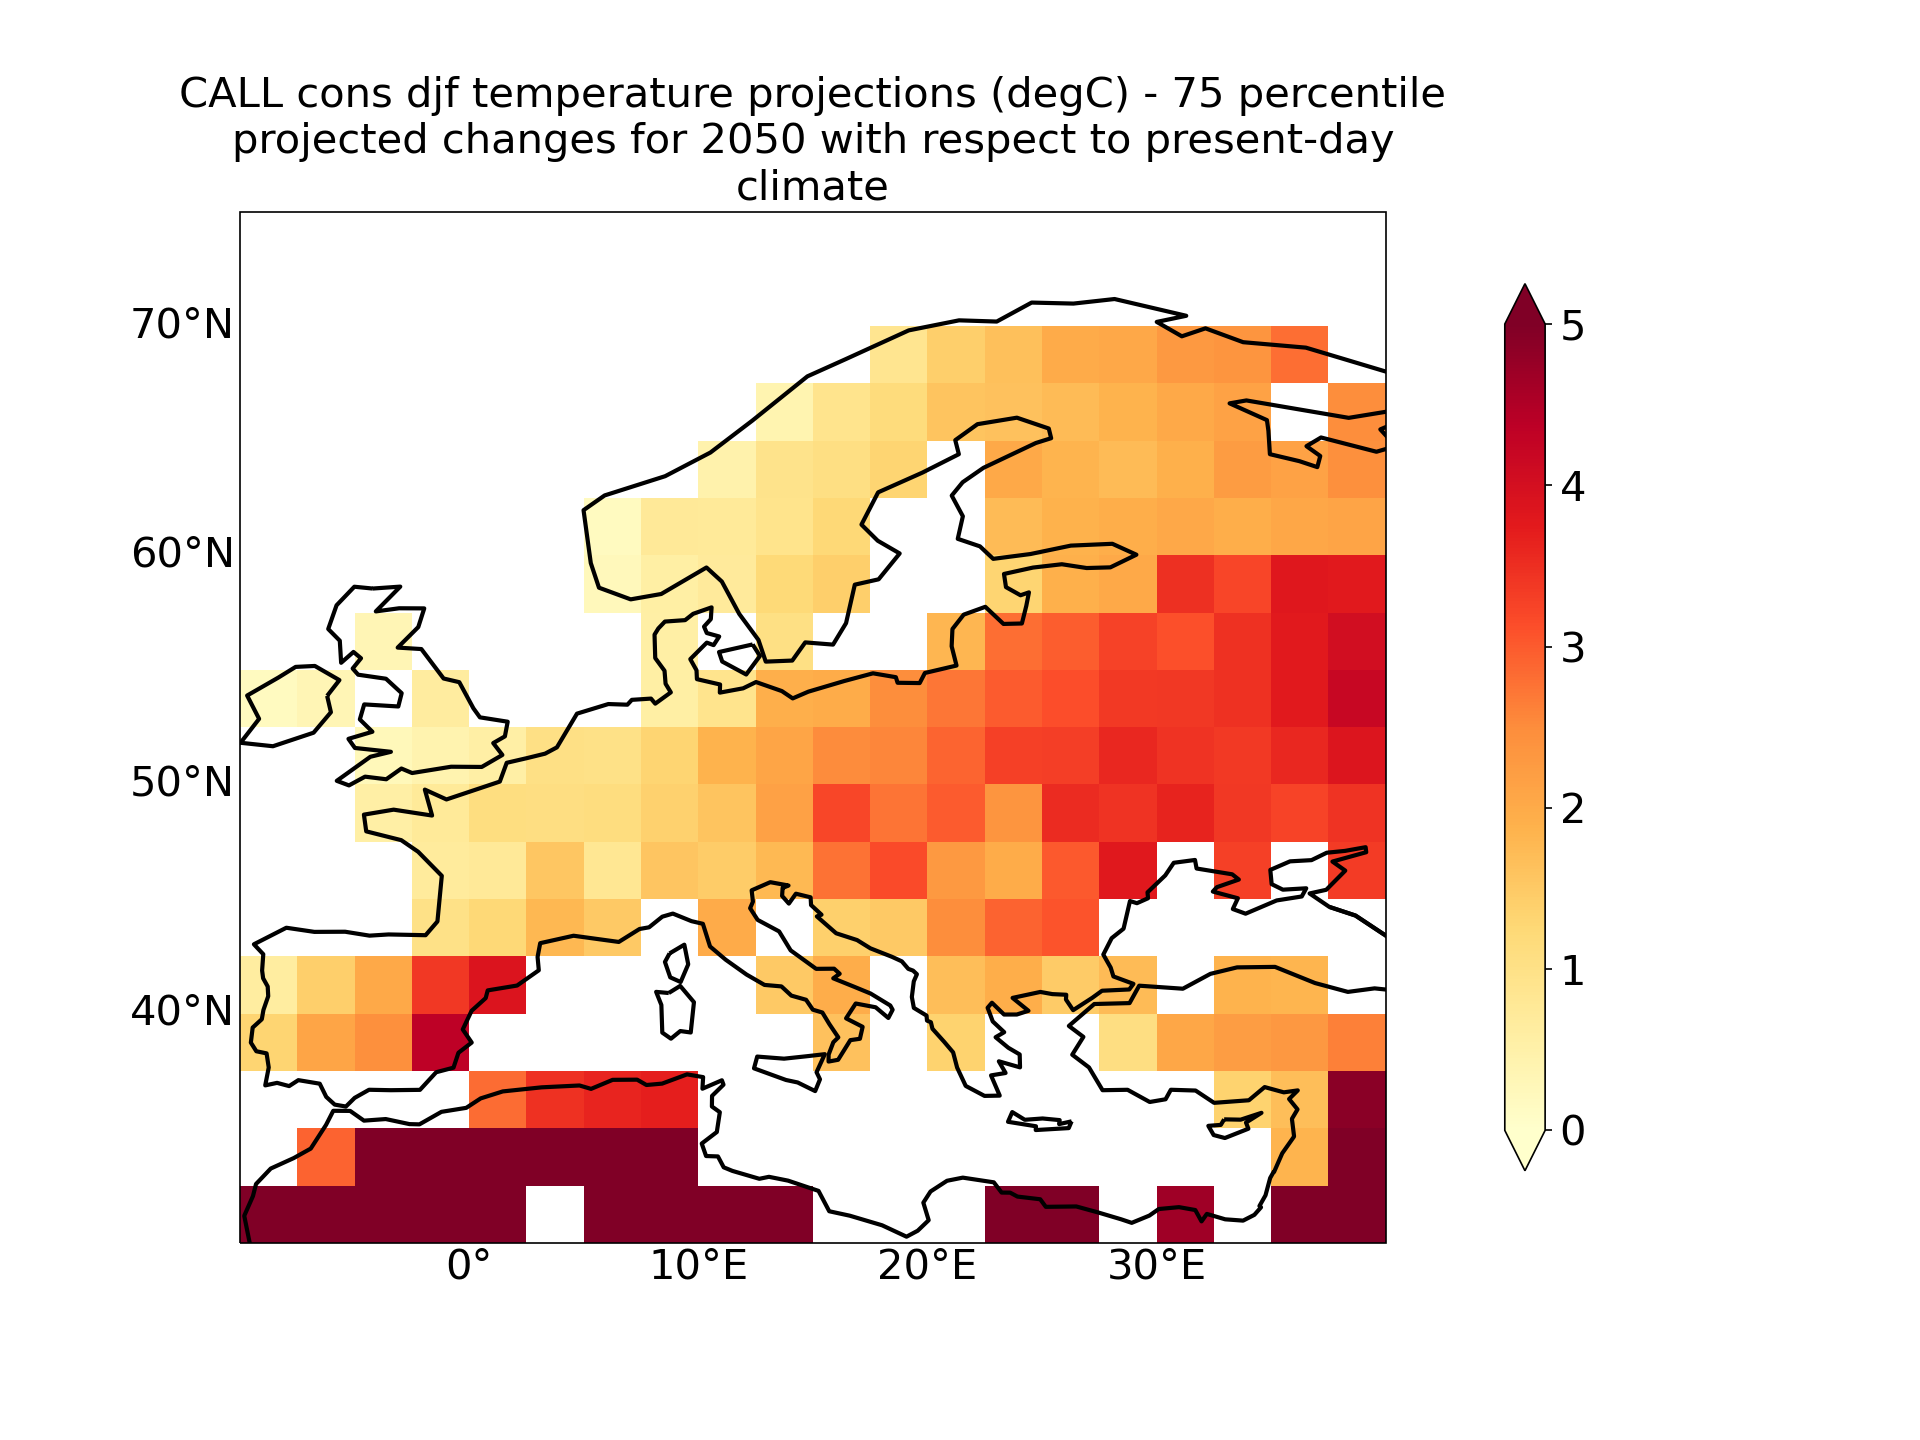 CALL cons djf temperature projections (degC) - 75 percentile
projected changes for 2050 with respect to present-day
climate
70°N
60°N
50°N
40°N
0°
10°E
20°E
30°E
5
4
3
2
1
0